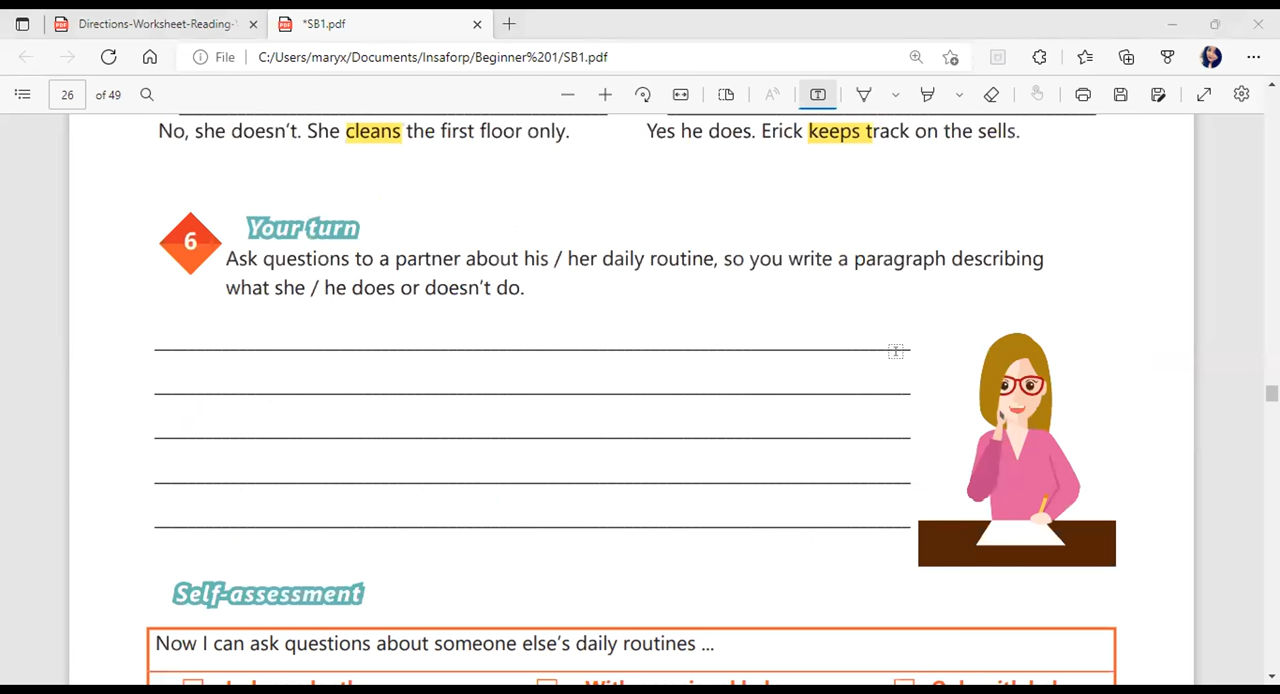 Directions-Worksheet-Reading-
*SB1.pdf
File
C:/Users/maryx/Documents/Insaforp/Beginner%201/SB1.pdf
26 of 49
No, she doesn't. She cleans the first floor only.
Yes he does. Erick keeps track on the sells.
6
Your turn
Ask questions to a partner about his / her daily routine, so you write a paragraph describing
what she / he does or doesn't do.
Self-assessment
Now I can ask questions about someone else's daily routines ...